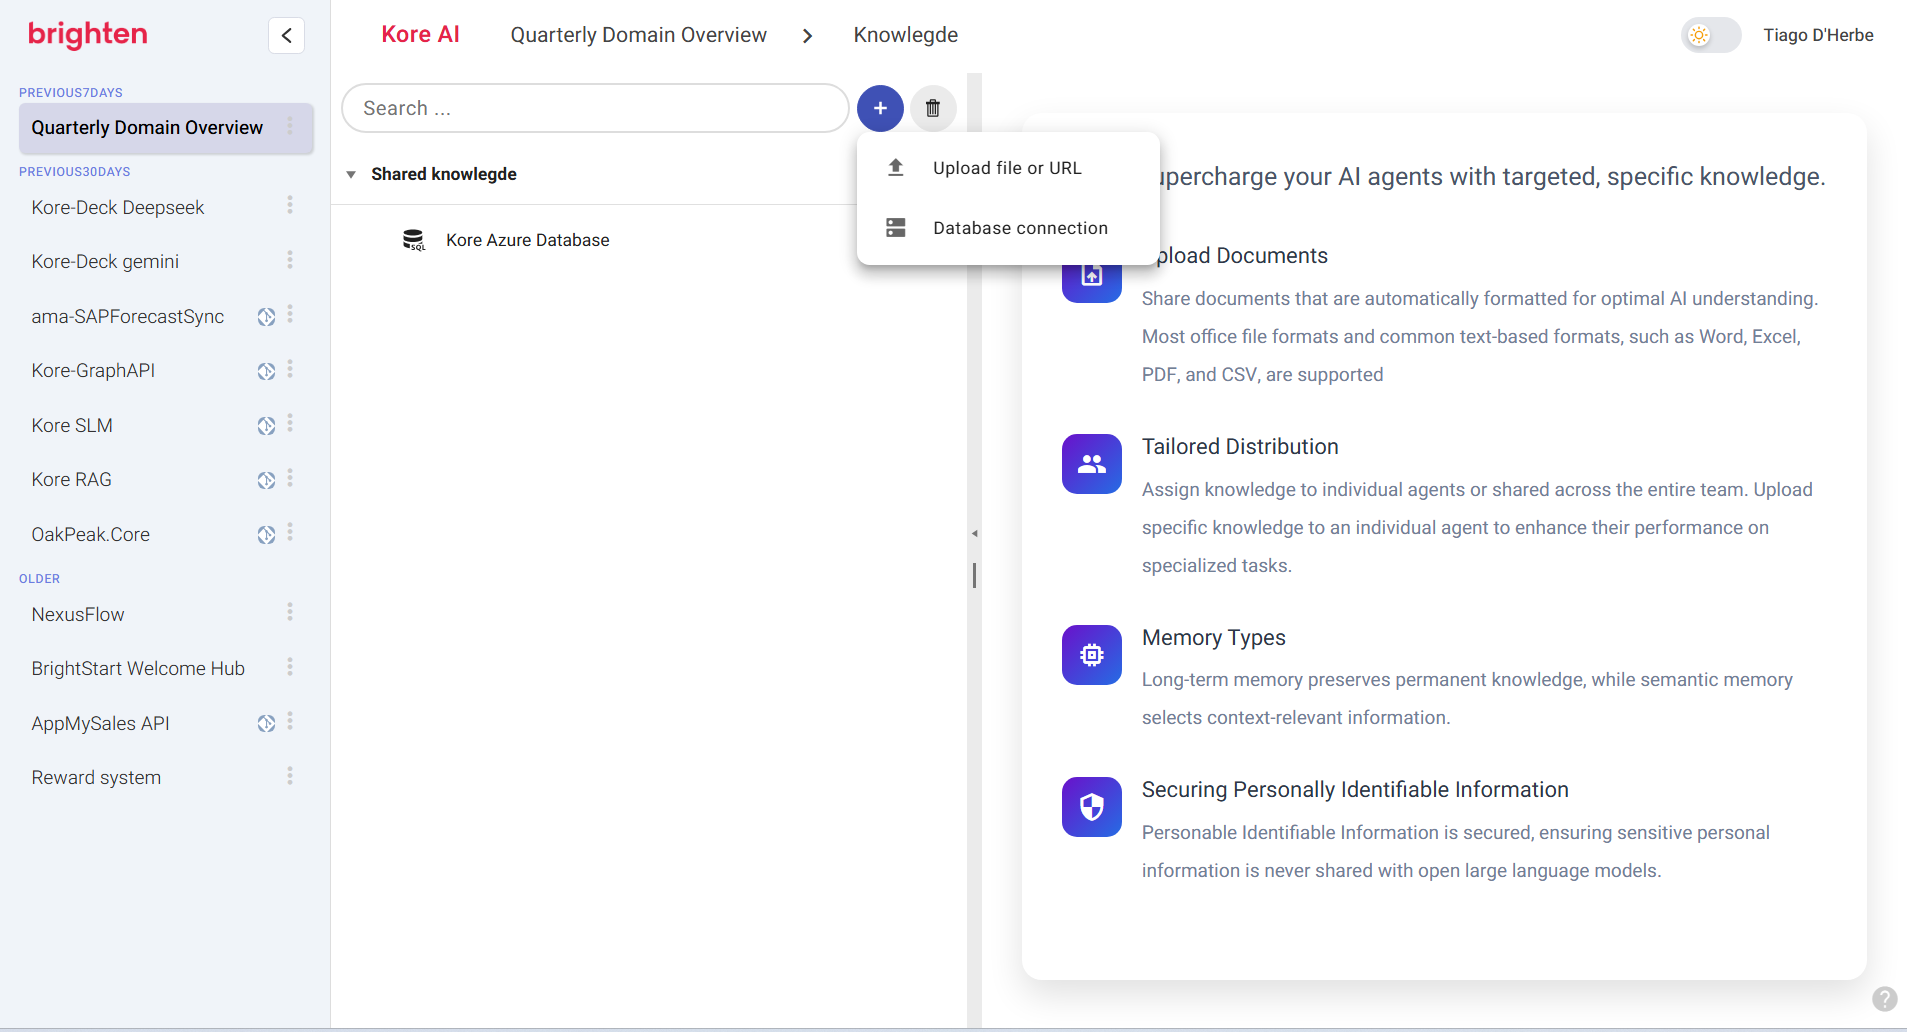 brighten
PREVIOUS7DAYS
Quarterly Domain Overview
PREVIOUS30DAYS
Kore-Deck Deepseek
Kore-Deck gemini
ama-SAPForecastSync
Kore-GraphAPI
Kore SLM
Kore RAG
OakPeak.Core
OLDER
NexusFlow
BrightStart Welcome Hub
AppMySales API
Reward system
Kore AI
Quarterly Domain Overview
Knowlegde
Tiago D'Herbe
Search ...
+
Shared knowlegde
SQL
Kore Azure Database
Upload file or URL
Database connection
upercharge your AI agents with targeted, specific knowledge.
pload Documents
Share documents that are automatically formatted for optimal AI understanding.
Most office file formats and common text-based formats, such as Word, Excel,
PDF, and CSV, are supported
Tailored Distribution
Assign knowledge to individual agents or shared across the entire team. Upload
specific knowledge to an individual agent to enhance their performance on
specialized tasks.
Memory Types
Long-term memory preserves permanent knowledge, while semantic memory
selects context-relevant information.
Securing Personally Identifiable Information
Personable Identifiable Information is secured, ensuring sensitive personal
information is never shared with open large language models.
?